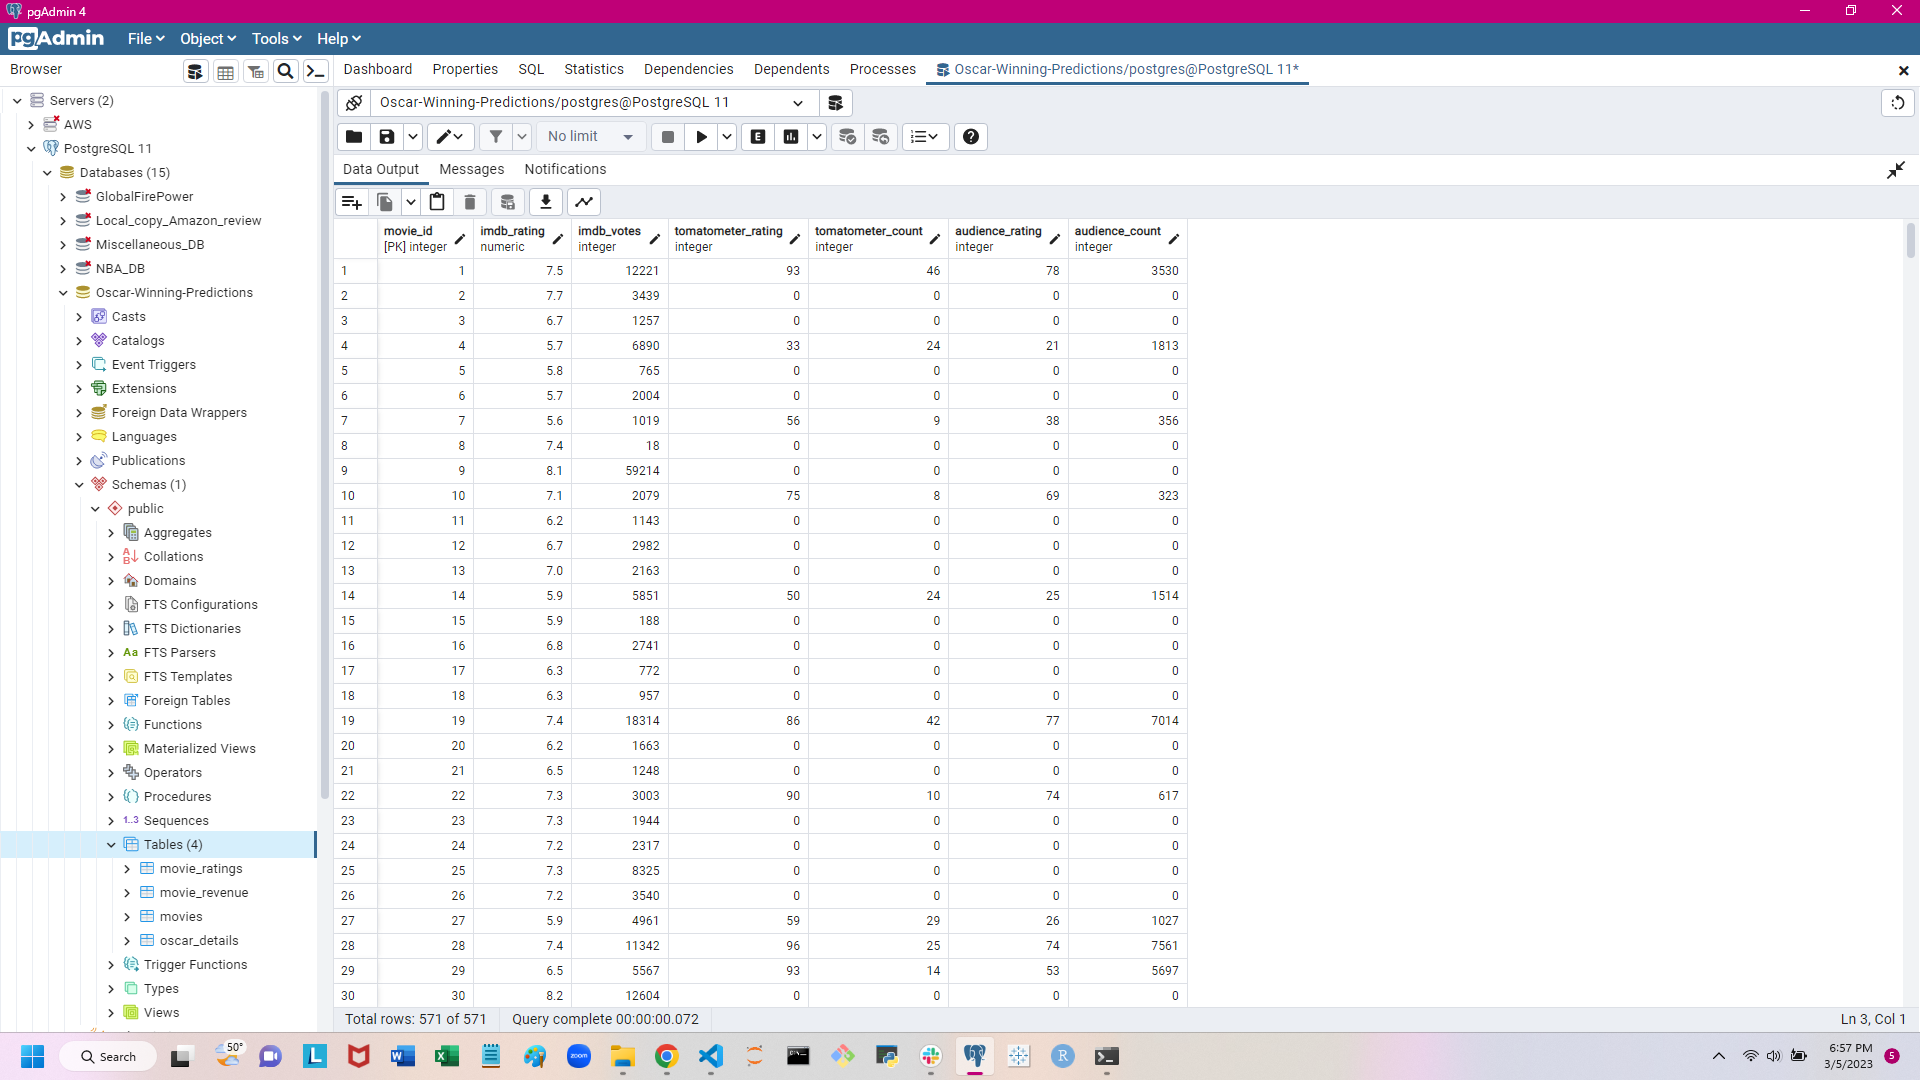 pgAdmin 4
pgAdmin File Object Tools Help
Browser
Dashboard Properties SQL Statistics Dependencies Dependents Processes Oscar-Winning-Predictions/postgres@PostgreSQL 11*
Servers (2)
AWS
PostgreSQL 11
Databases (15)
GlobalFirePower
Local_copy_Amazon_review
Miscellaneous_DB
NBA_DB
Oscar-Winning-Predictions
Casts
Catalogs
Event Triggers
Extensions
Foreign Data Wrappers
Languages
Publications
Schemas (1)
public
Aggregates
Collations
Domains
FTS Configurations
FTS Dictionaries
Aa FTS Parsers
FTS Templates
Foreign Tables
Functions
Materialized Views
Operators
Procedures
1..3 Sequences
Tables (4)
movie_ratings
movie_revenue
movies
oscar_details
Trigger Functions
Types
Views
Oscar-Winning-Predictions/postgres@PostgreSQL 11
No limit E
Data Output Messages Notifications
movie_id imdb_rating imdb_votes tomatometer_rating tomatometer_count audience_rating audience_count
[PK] integer numeric integer integer integer integer integer
1 1 7.5 12221 93 46 78 3530
2 2 7.7 3439 0 0 0 0
3 3 6.7 1257 0 0 0 0
4 4 5.7 6890 33 24 21 1813
5 5 5.8 765 0 0 0 0
6 6 5.7 2004 0 0 0 0
7 7 5.6 1019 56 9 38 356
8 8 7.4 18 0 0 0 0
9 9 8.1 59214 0 0 0 0
10 10 7.1 2079 75 8 69 323
11 11 6.2 1143 0 0 0 0
12 12 6.7 2982 0 0 0 0
13 13 7.0 2163 0 0 0 0
14 14 5.9 5851 50 24 25 1514
15 15 5.9 188 0 0 0 0
16 16 6.8 2741 0 0 0 0
17 17 6.3 772 0 0 0 0
18 18 6.3 957 0 0 0 0
19 19 7.4 18314 86 42 77 7014
20 20 6.2 1663 0 0 0 0
21 21 6.5 1248 0 0 0 0
22 22 7.3 3003 90 10 74 617
23 23 7.3 1944 0 0 0 0
24 24 7.2 2317 0 0 0 0
25 25 7.3 8325 0 0 0 0
26 26 7.2 3540 0 0 0 0
27 27 5.9 4961 59 29 26 1027
28 28 7.4 11342 96 25 74 7561
29 29 6.5 5567 93 14 53 5697
30 30 8.2 12604 0 0 0 0
Total rows: 571 of 571 Query complete 00:00:00.072 Ln 3, Col 1
Search 50° L zoom R
6:57 PM
3/5/2023 5